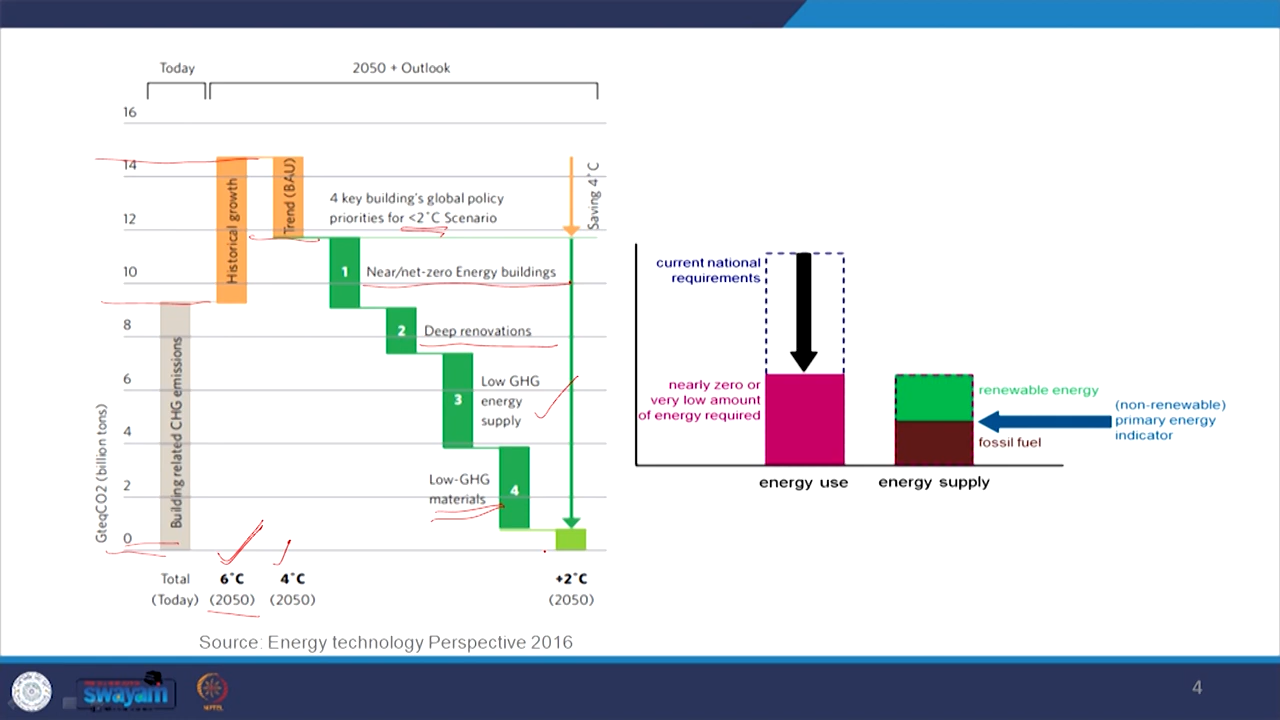 Today
2050 + Outlook
16
14
12
10
8
6
4
2
0
GteqCO2 (billion tons)
Building related CHG emissions
Historical growth
Trend (BAU)
4 key building's global policy
priorities for <2˚C Scenario
Saving 4˚C
1
Near/net-zero Energy buildings
2
Deep renovations
3
Low GHG
energy
supply
4
Low-GHG
materials
Total
(Today)
6˚C
(2050)
4˚C
(2050)
+2˚C
(2050)
Source: Energy technology Perspective 2016
current national
requirements
nearly zero or
very low amount
of energy required
energy use
renewable energy
fossil fuel
energy supply
(non-renewable)
primary energy
indicator
swayam
4